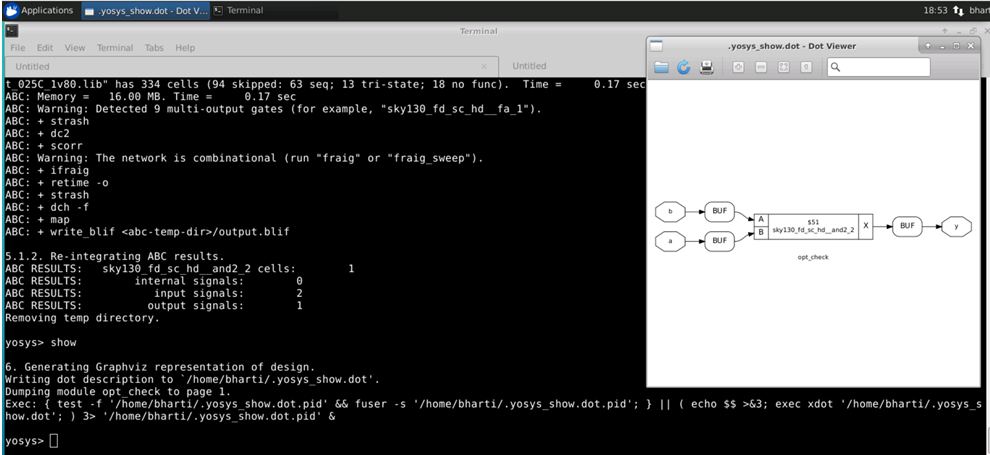 Applications
.yosys_show.dot - Dot V...
Terminal
18:53
bharti
Terminal
File Edit View Terminal Tabs Help
Untitled
Untitled
t_025C_1v80.lib" has 334 cells (94 skipped: 63 seq; 13 tri-state; 18 no func). Time = 0.17 sec
ABC: Memory = 16.00 MB. Time = 0.17 sec
ABC: Warning: Detected 9 multi-output gates (for example, "sky130_fd_sc_hd__fa_1").
ABC: + strash
ABC: + dc2
ABC: + scorr
ABC: Warning: The network is combinational (run "fraig" or "fraig_sweep").
ABC: + ifraig
ABC: + retime -o
ABC: + strash
ABC: + dch -f
ABC: + map
ABC: + write_blif <abc-temp-dir>/output.blif
5.1.2. Re-integrating ABC results.
ABC RESULTS: sky130_fd_sc_hd__and2_2 cells: 1
ABC RESULTS: internal signals: 0
ABC RESULTS: input signals: 2
ABC RESULTS: output signals: 1
Removing temp directory.
yosys> show
6. Generating Graphviz representation of design.
Writing dot description to `/home/bharti/.yosys_show.dot'.
Dumping module opt_check to page 1.
Exec: { test -f '/home/bharti/.yosys_show.dot.pid' && fuser -s '/home/bharti/.yosys_show.dot.pid'; } || ( echo $$ >&3; exec xdot '/home/bharti/.yosys_s
how.dot'; ) 3> '/home/bharti/.yosys_show.dot.pid' &
yosys>
.yosys_show.dot - Dot Viewer
b
BUF
a
BUF
A
B
$51
sky130_fd_sc_hd__and2_2
X
BUF
y
opt_check